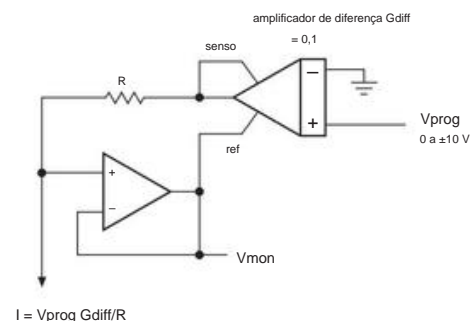 amplificador de diferença Gdiff
= 0,1
senso
R
−
+
Vprog
0 a ±10 V
ref
+
−
Vmon
I = Vprog Gdiff/R